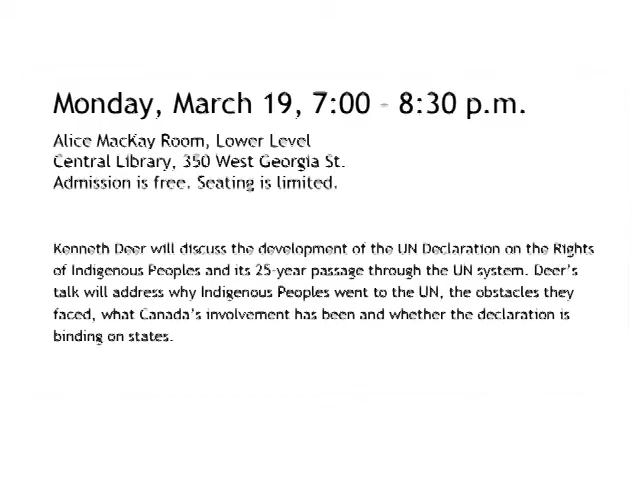 Monday, March 19, 7:00 - 8:30 p.m.
Alice MacKay Room, Lower Level
Central Library, 350 West Georgia St.
Admission is free. Seating is limited.
Kenneth Deer will discuss the development of the UN Declaration on the Rights
of Indigenous Peoples and its 25-year passage through the UN system. Deer's
talk will address why Indigenous Peoples went to the UN, the obstacles they
faced, what Canada's involvement has been and whether the declaration is
binding on states.